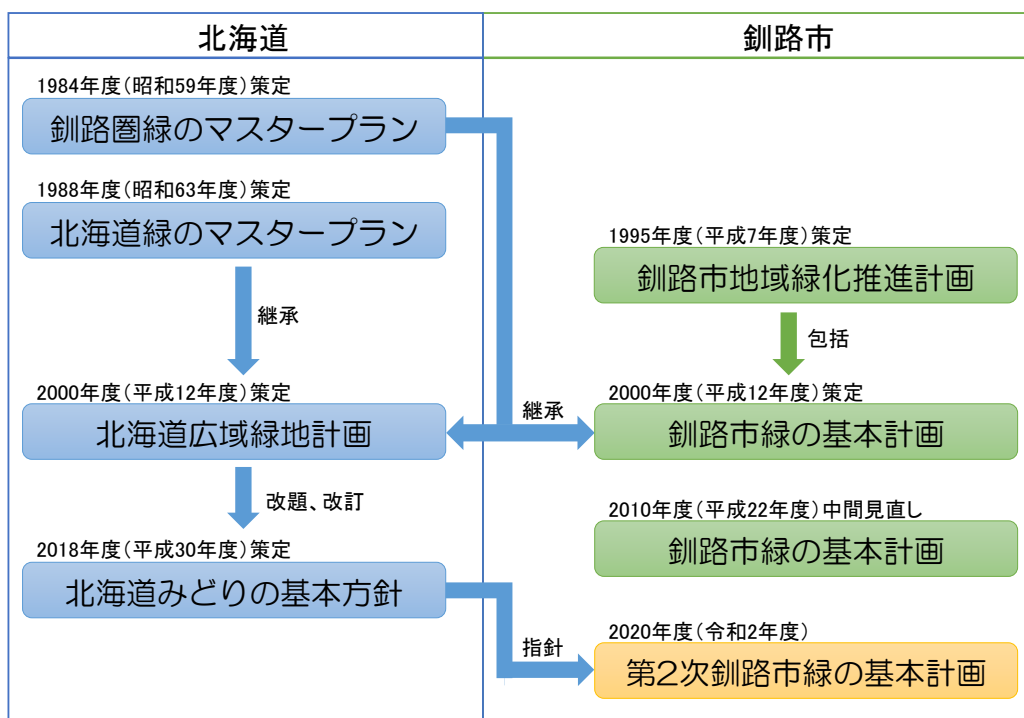 北海道
釧路市
1984年度(昭和59年度)策定
釧路圏緑のマスタープラン
1988年度(昭和63年度)策定
北海道緑のマスタープラン
1995年度(平成7年度)策定
釧路市地域緑化推進計画
継承
包括
2000年度(平成12年度)策定
北海道広域緑地計画
継承
2000年度(平成12年度)策定
釧路市緑の基本計画
改題、改訂
2010年度(平成22年度)中間見直し
釧路市緑の基本計画
2018年度(平成30年度)策定
北海道みどりの基本方針
指針
2020年度(令和2年度)
第2次釧路市緑の基本計画